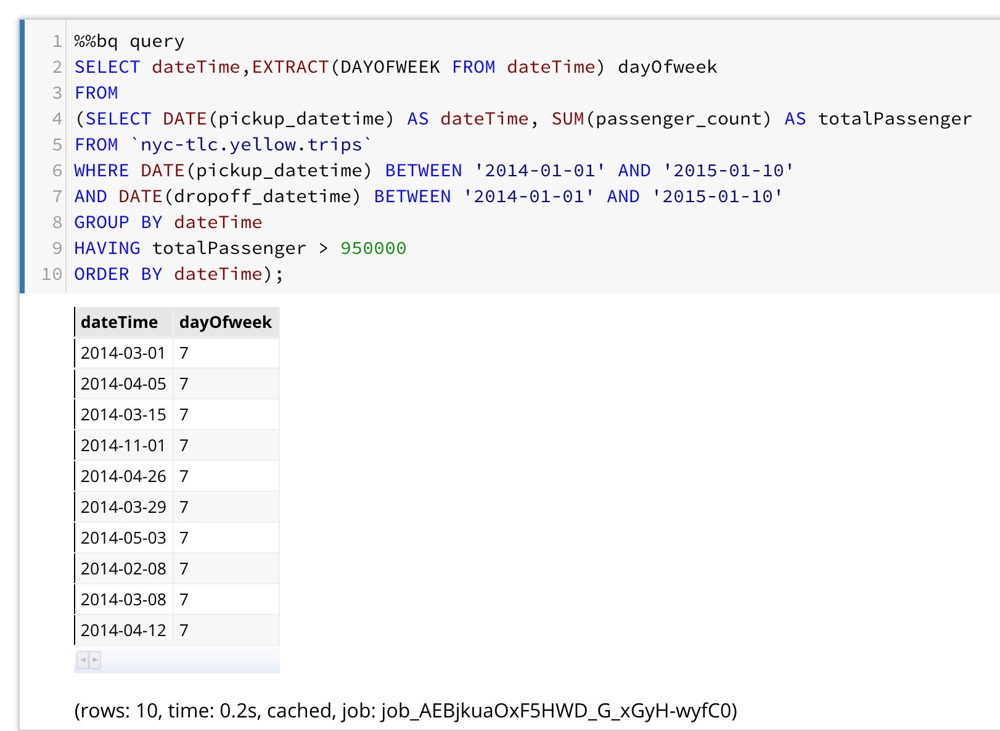 1 %%bq query
2 SELECT dateTime,EXTRACT(DAYOFWEEK FROM dateTime) dayOfweek
3 FROM
4 (SELECT DATE(pickup_datetime) AS dateTime, SUM(passenger_count) AS totalPassenger
5 FROM `nyc-tlc.yellow.trips`
6 WHERE DATE(pickup_datetime) BETWEEN '2014-01-01' AND '2015-01-10'
7 AND DATE(dropoff_datetime) BETWEEN '2014-01-01' AND '2015-01-10'
8 GROUP BY dateTime
9 HAVING totalPassenger > 950000
10 ORDER BY dateTime);
dateTime dayOfweek
2014-03-01 7
2014-04-05 7
2014-03-15 7
2014-11-01 7
2014-04-26 7
2014-03-29 7
2014-05-03 7
2014-02-08 7
2014-03-08 7
2014-04-12 7
(rows: 10, time: 0.2s, cached, job: job_AEBjkuaOxF5HWD_G_xGyH-wyfC0)